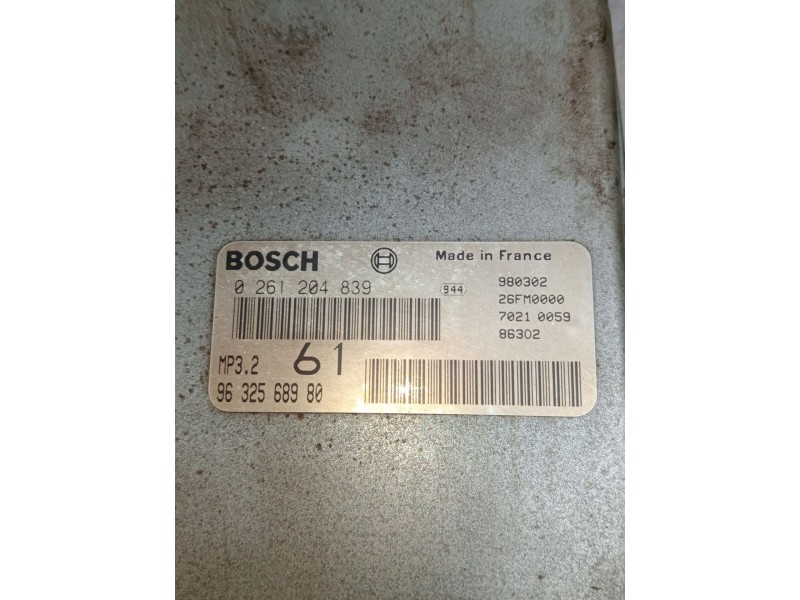 BOSCH Made in France
0 261 204 839 944 980302
26FM0000
7021 0059
86302
MP3.2 61
96 325 689 80